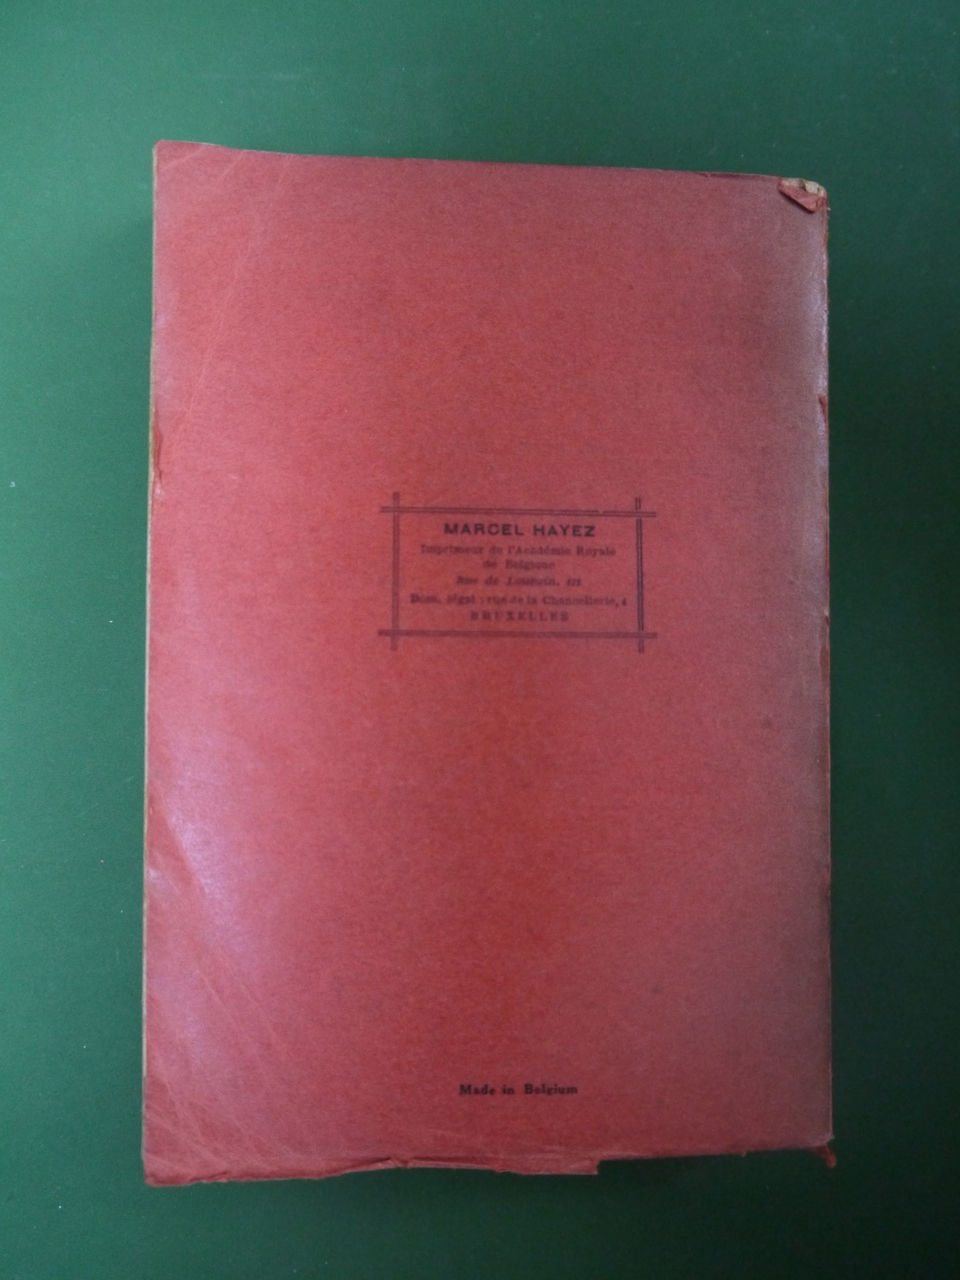 MARCEL HAYEZ
Imprimeur de l'Académie Royale
de Belgique
Rue de Louvain, 112
Dom. légal : rue de la Chancellerie, 4
BRUXELLES
Made in Belgium